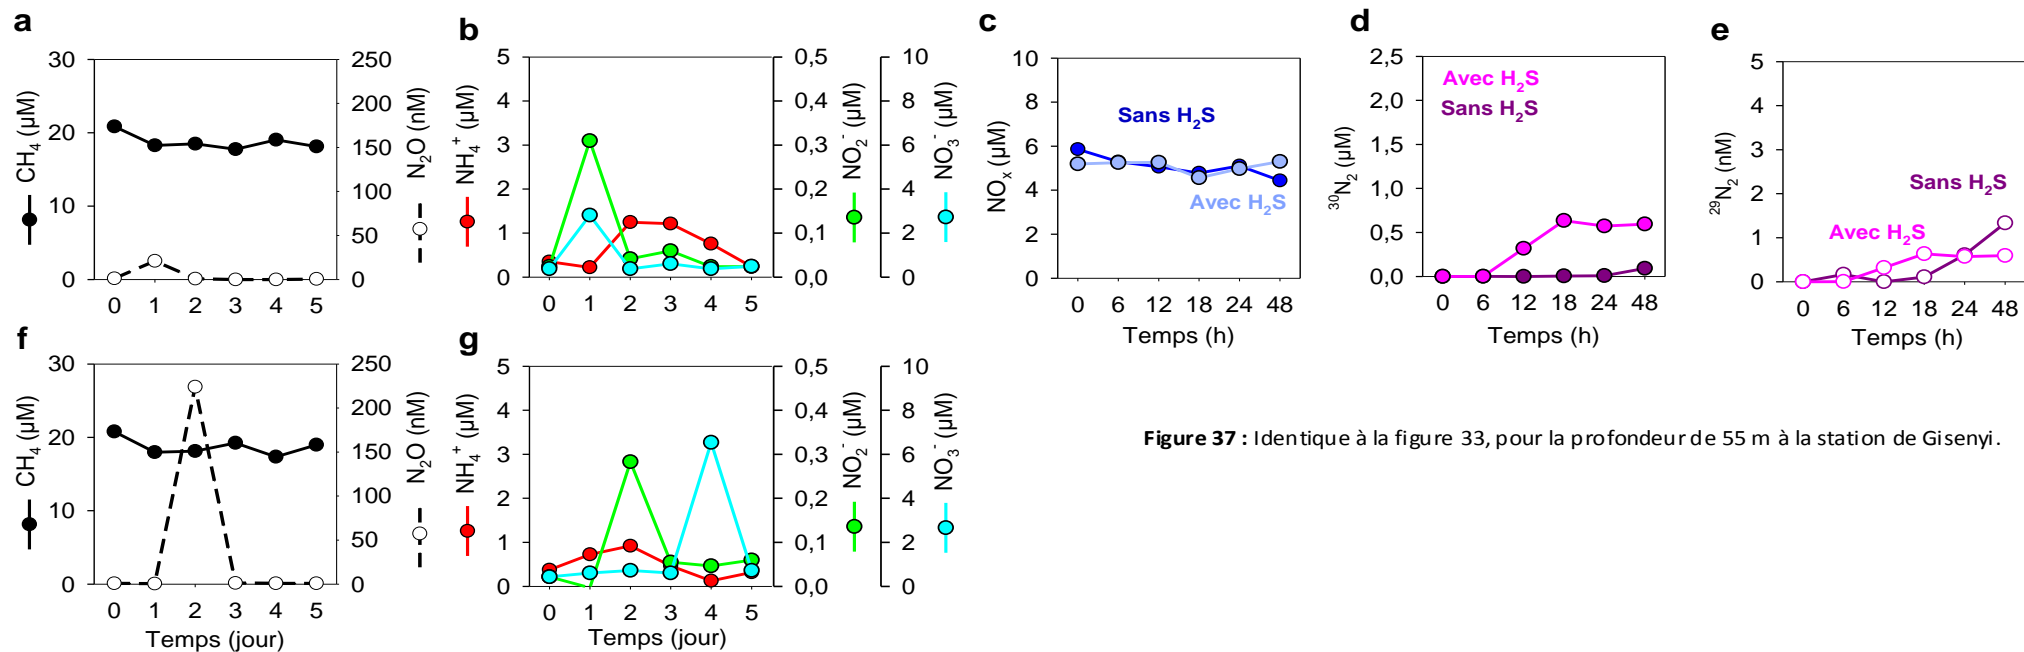 a
30
20
10
0
CH4 (µM)
250
200
150
100
50
0
N2O (nM)
0 1 2 3 4 5
b
5
4
3
2
1
0
NH4+ (µM)
0,5
0,4
0,3
0,2
0,1
0,0
NO2- (µM)
10
8
6
4
2
0
NO3- (µM)
0 1 2 3 4 5
c
10
8
6
4
2
0
NOx (µM)
Sans H2S
Avec H2S
0 6 12 18 24 48
Temps (h)
d
2,5
2,0
1,5
1,0
0,5
0,0
30N2 (µM)
Avec H2S
Sans H2S
0 6 12 18 24 48
Temps (h)
e
5
4
3
2
1
0
29N2 (nM)
Sans H2S
Avec H2S
0 6 12 18 24 48
Temps (h)
f
30
20
10
0
CH4 (µM)
250
200
150
100
50
0
N2O (nM)
0 1 2 3 4 5
Temps (jour)
g
5
4
3
2
1
0
NH4+ (µM)
0,5
0,4
0,3
0,2
0,1
0,0
NO2- (µM)
10
8
6
4
2
0
NO3- (µM)
0 1 2 3 4 5
Temps (jour)
Figure 37 : Identique à la figure 33, pour la profondeur de 55 m à la station de Gisenyi.